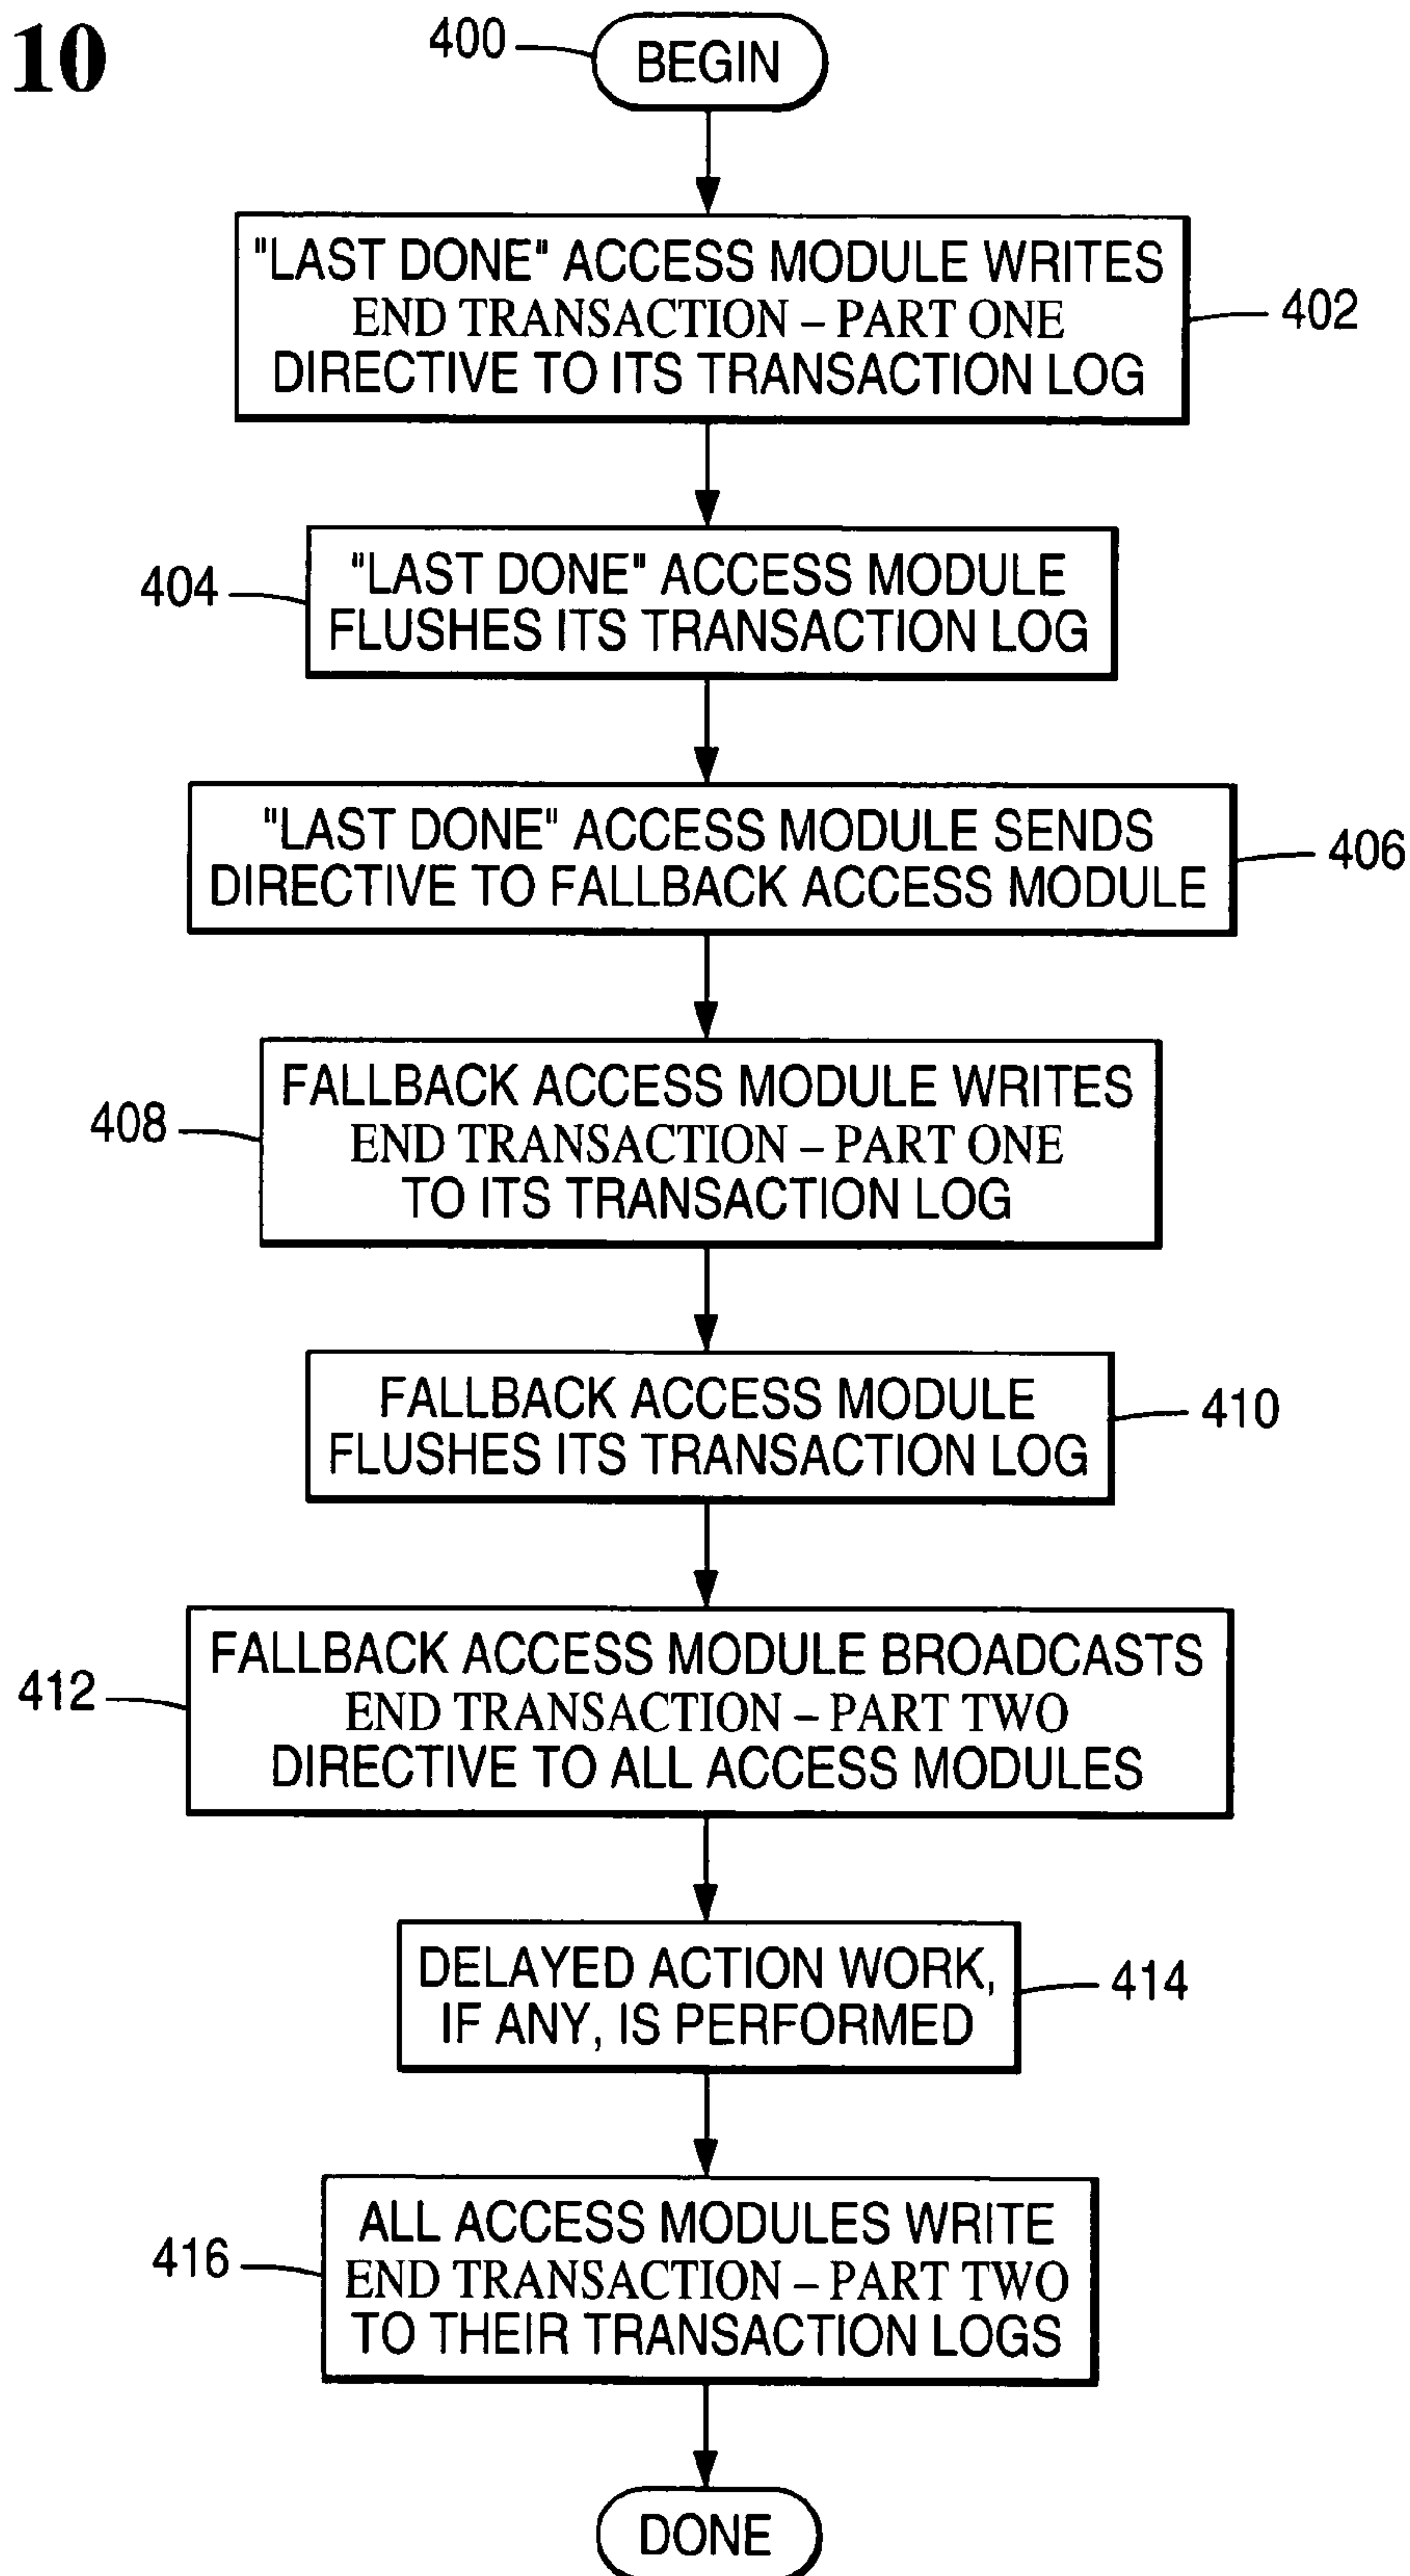 10
400
BEGIN
"LAST DONE" ACCESS MODULE WRITES
END TRANSACTION – PART ONE
DIRECTIVE TO ITS TRANSACTION LOG
402
"LAST DONE" ACCESS MODULE
FLUSHES ITS TRANSACTION LOG
404
"LAST DONE" ACCESS MODULE SENDS
DIRECTIVE TO FALLBACK ACCESS MODULE
406
FALLBACK ACCESS MODULE WRITES
END TRANSACTION – PART ONE
TO ITS TRANSACTION LOG
408
FALLBACK ACCESS MODULE
FLUSHES ITS TRANSACTION LOG
410
FALLBACK ACCESS MODULE BROADCASTS
END TRANSACTION – PART TWO
DIRECTIVE TO ALL ACCESS MODULES
412
DELAYED ACTION WORK,
IF ANY, IS PERFORMED
414
ALL ACCESS MODULES WRITE
END TRANSACTION – PART TWO
TO THEIR TRANSACTION LOGS
416
DONE